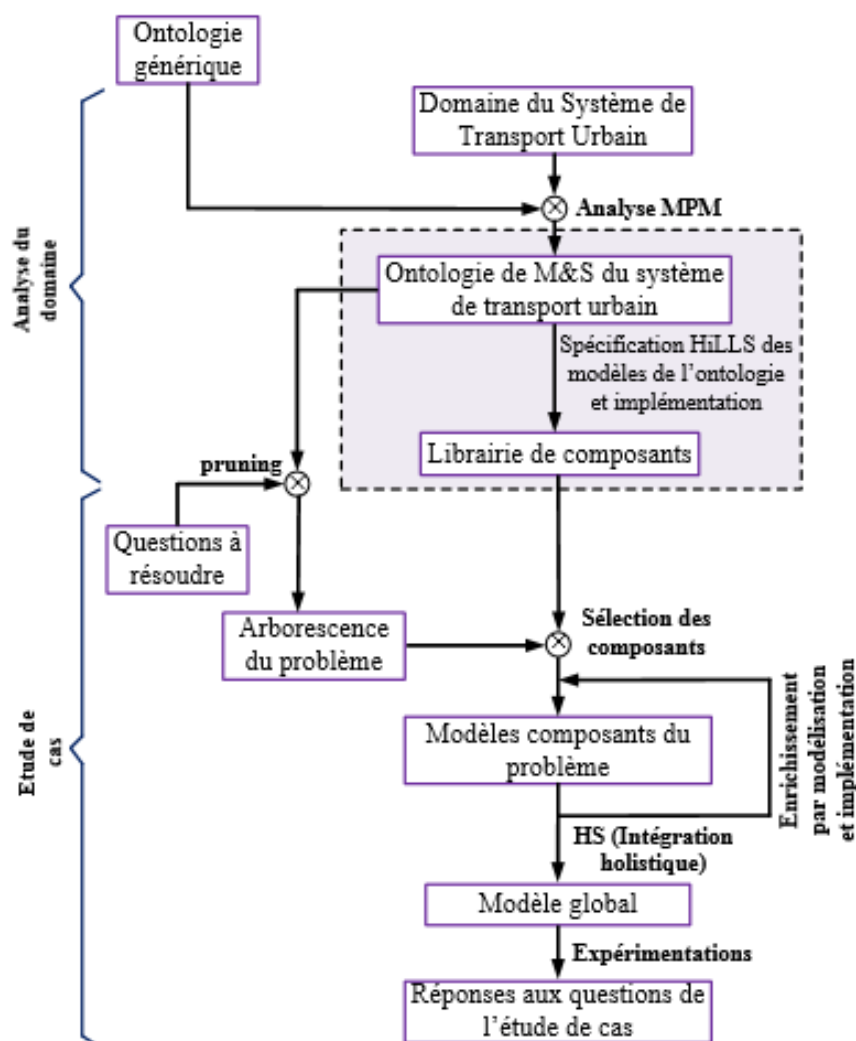 Ontologie
générique
Domaine du Système de
Transport Urbain
Analyse MPM
Analyse du
domaine
Ontologie de M&S du système
de transport urbain
Spécification HiLLS des
modèles de l’ontologie
et implémentation
Librairie de composants
pruning
Questions à
résoudre
Arborescence
du problème
Sélection des
composants
Etude de
cas
Modèles composants du
problème
Enrichissement
par modélisation
et implémentation
HS (Intégration
holistique)
Modèle global
Expérimentations
Réponses aux questions de
l’étude de cas